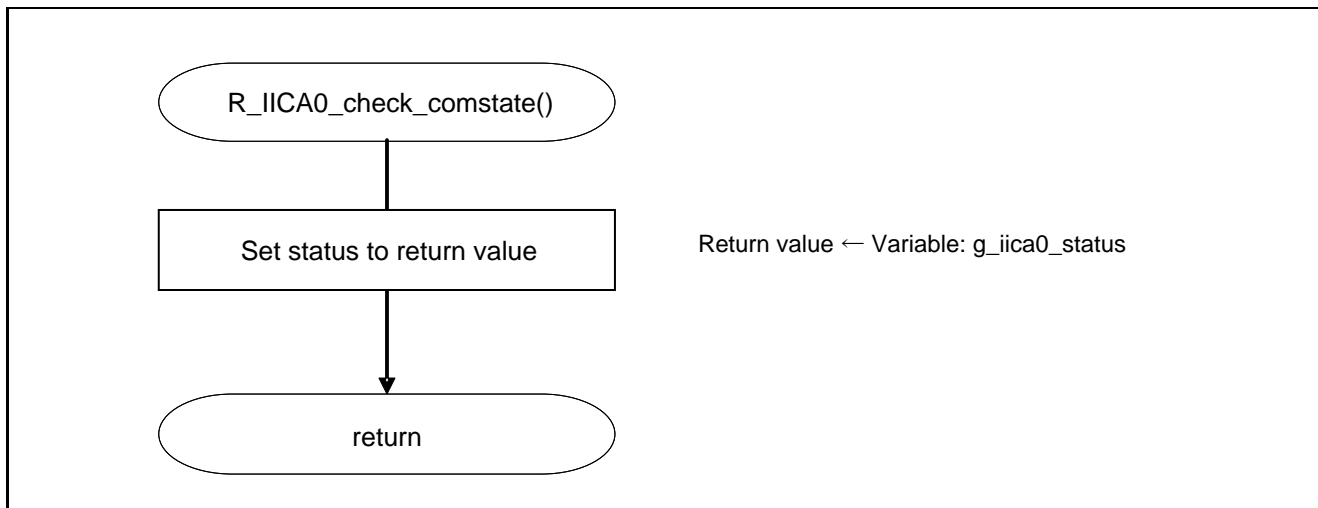 R_IICA0_check_comstate()
Set status to return value
Return value ← Variable: g_iica0_status
return